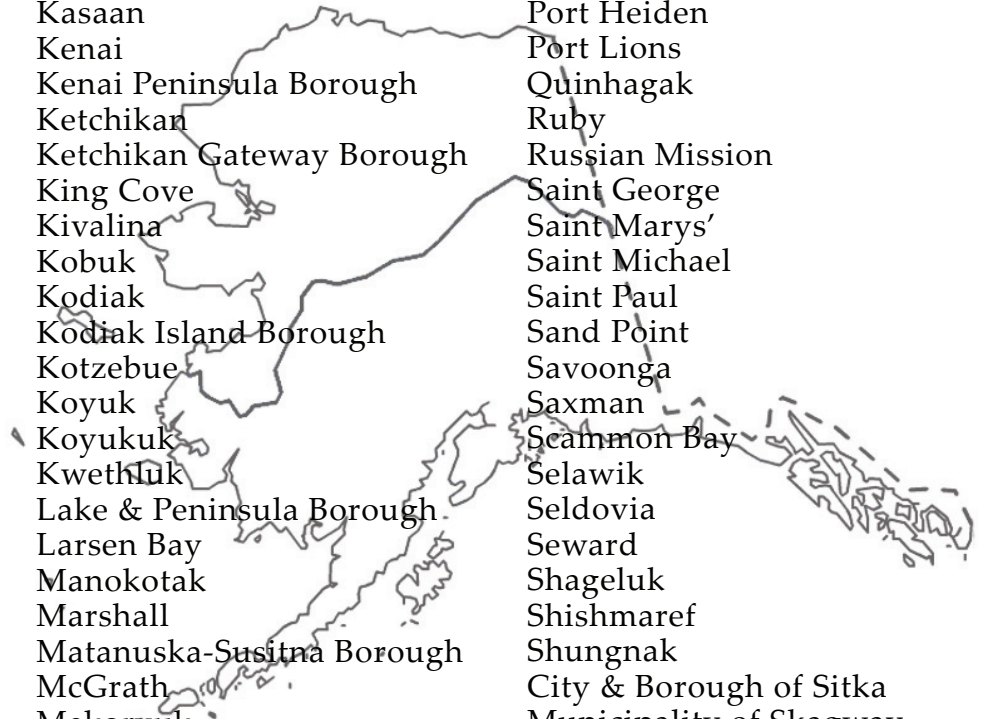 Kasaan
Kenai
Kenai Peninsula Borough
Ketchikan
Ketchikan Gateway Borough
King Cove
Kivalina
Kobuk
Kodiak
Kodiak Island Borough
Kotzebue
Koyuk
Koyukuk
Kwethluk
Lake & Peninsula Borough
Larsen Bay
Manokotak
Marshall
Matanuska-Susitna Borough
McGrath
Port Heiden
Port Lions
Quinhagak
Ruby
Russian Mission
Saint George
Saint Marys’
Saint Michael
Saint Paul
Sand Point
Savoonga
Saxman
Scammon Bay
Selawik
Seldovia
Seward
Shageluk
Shishmaref
Shungnak
City & Borough of Sitka
Municipality of Skagway